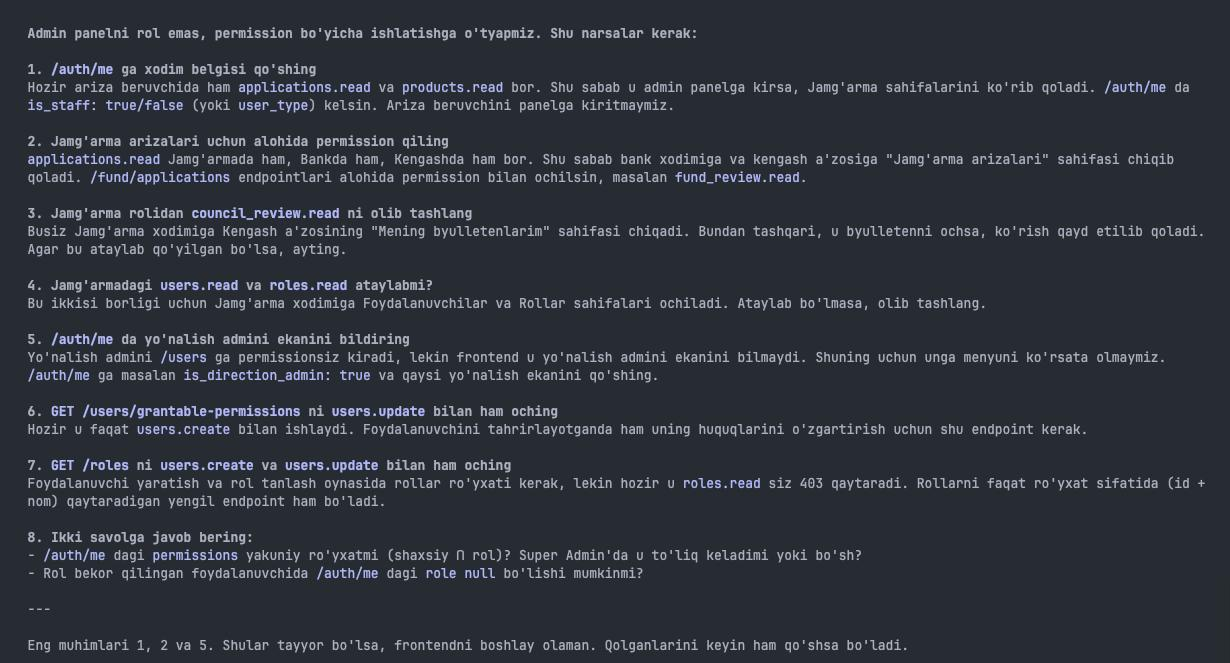 Admin panelni rol emas, permission bo'yicha ishlatishga o'tyapmiz. Shu narsalar kerak:
1. /auth/me ga xodim belgisi qo'shing
Hozir ariza beruvchida ham applications.read va products.read bor. Shu sabab u admin panelga kirsa, Jamg'arma sahifalarini ko'rib qoladi. /auth/me da
is_staff: true/false (yoki user_type) kelsin. Ariza beruvchini panelga kiritmaymiz.
2. Jamg'arma arizalari uchun alohida permission qiling
applications.read Jamg'armada ham, Bankda ham, Kengashda ham bor. Shu sabab bank xodimiga va kengash a'zosiga "Jamg'arma arizalari" sahifasi chiqib
qoladi. /fund/applications endpointlari alohida permission bilan ochilsin, masalan fund_review.read.
3. Jamg'arma rolidan council_review.read ni olib tashlang
Busiz Jamg'arma xodimiga Kengash a'zosining "Mening byulletenlarim" sahifasi chiqadi. Bundan tashqari, u byulletenni ochsa, ko'rish qayd etilib qoladi.
Agar bu ataylab qo'yilgan bo'lsa, ayting.
4. Jamg'armadagi users.read va roles.read ataylabmi?
Bu ikkisi borligi uchun Jamg'arma xodimiga Foydalanuvchilar va Rollar sahifalari ochiladi. Ataylab bo'lmasa, olib tashlang.
5. /auth/me da yo'nalish admini ekanini bildiring
Yo'nalish admini /users ga permissionsiz kiradi, lekin frontend u yo'nalish admini ekanini bilmaydi. Shuning uchun unga menyuni ko'rsata olmaymiz.
/auth/me ga masalan is_direction_admin: true va qaysi yo'nalish ekanini qo'shing.
6. GET /users/grantable-permissions ni users.update bilan ham oching
Hozir u faqat users.create bilan ishlaydi. Foydalanuvchini tahrirlayotganda ham uning huquqlarini o'zgartirish uchun shu endpoint kerak.
7. GET /roles ni users.create va users.update bilan ham oching
Foydalanuvchi yaratish va rol tanlash oynasida rollar ro'yxati kerak, lekin hozir u roles.read siz 403 qaytaradi. Rollarni faqat ro'yxat sifatida (id +
nom) qaytaradigan yengil endpoint ham bo'ladi.
8. Ikki savolga javob bering:
- /auth/me dagi permissions yakuniy ro'yxatmi (shaxsiy ∩ rol)? Super Admin'da u to'liq keladimi yoki bo'sh?
- Rol bekor qilingan foydalanuvchida /auth/me dagi role null bo'lishi mumkinmi?
---
Eng muhimlari 1, 2 va 5. Shular tayyor bo'lsa, frontendni boshlay olaman. Qolganlarini keyin ham qo'shsa bo'ladi.